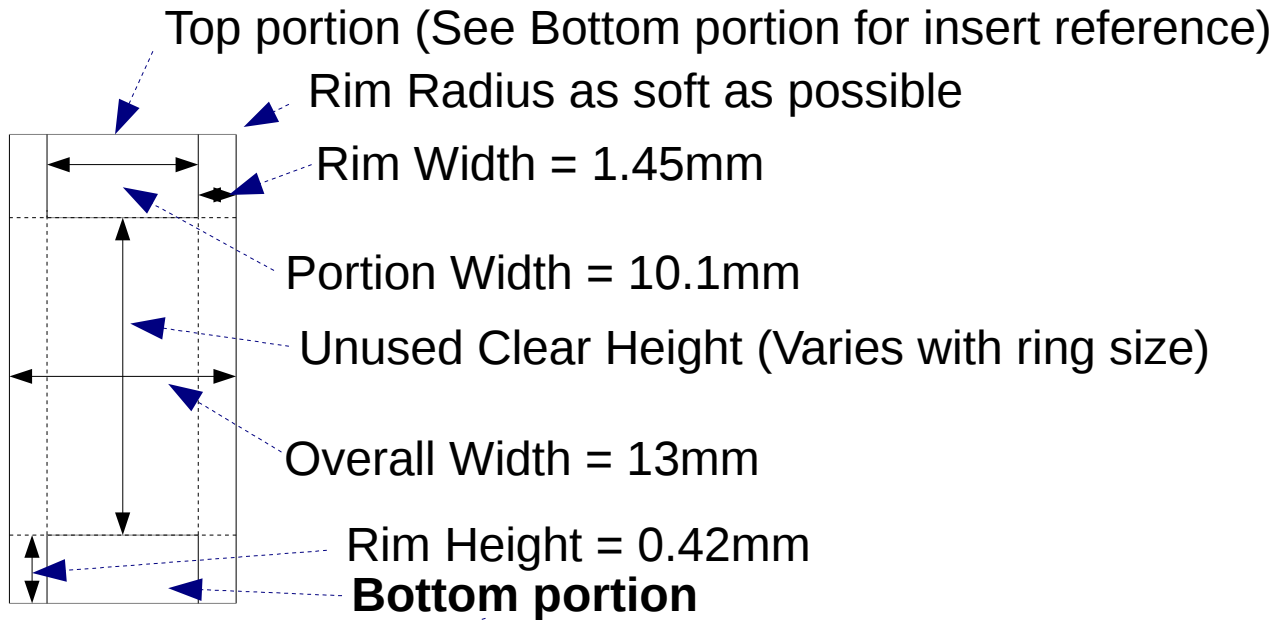 Top portion (See Bottom portion for insert reference)
Rim Radius as soft as possible
Rim Width = 1.45mm
Portion Width = 10.1mm
Unused Clear Height (Varies with ring size)
Overall Width = 13mm
Rim Height = 0.42mm
Bottom portion